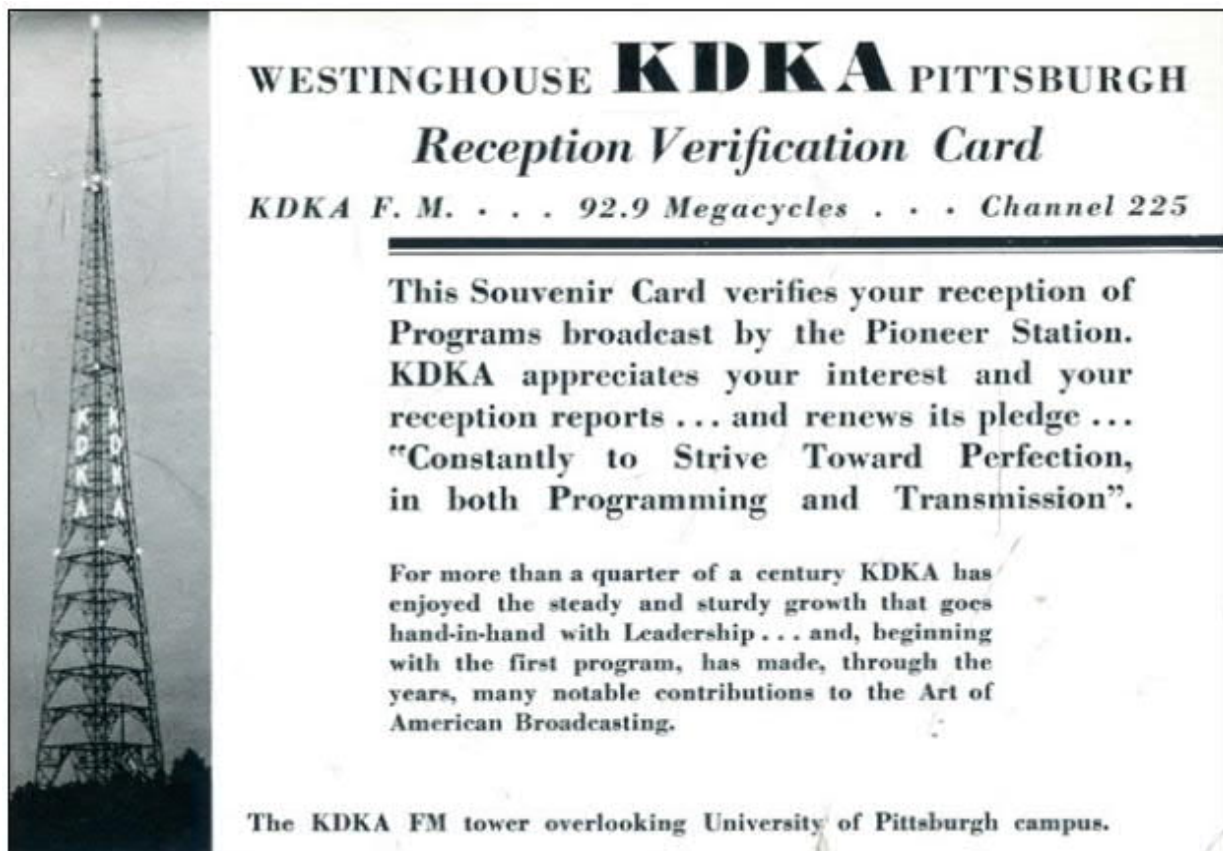 WESTINGHOUSE KDKA PITTSBURGH
Reception Verification Card
KDKA F. M. . . . 92.9 Megacycles . . . Channel 225
This Souvenir Card verifies your reception of
Programs broadcast by the Pioneer Station.
KDKA appreciates your interest and your
reception reports ... and renews its pledge ...
"Constantly to Strive Toward Perfection,
in both Programming and Transmission".
KDKA
KDKA
For more than a quarter of a century KDKA has
enjoyed the steady and sturdy growth that goes
hand-in-hand with Leadership ... and, beginning
with the first program, has made, through the
years, many notable contributions to the Art of
American Broadcasting.
The KDKA FM tower overlooking University of Pittsburgh campus.